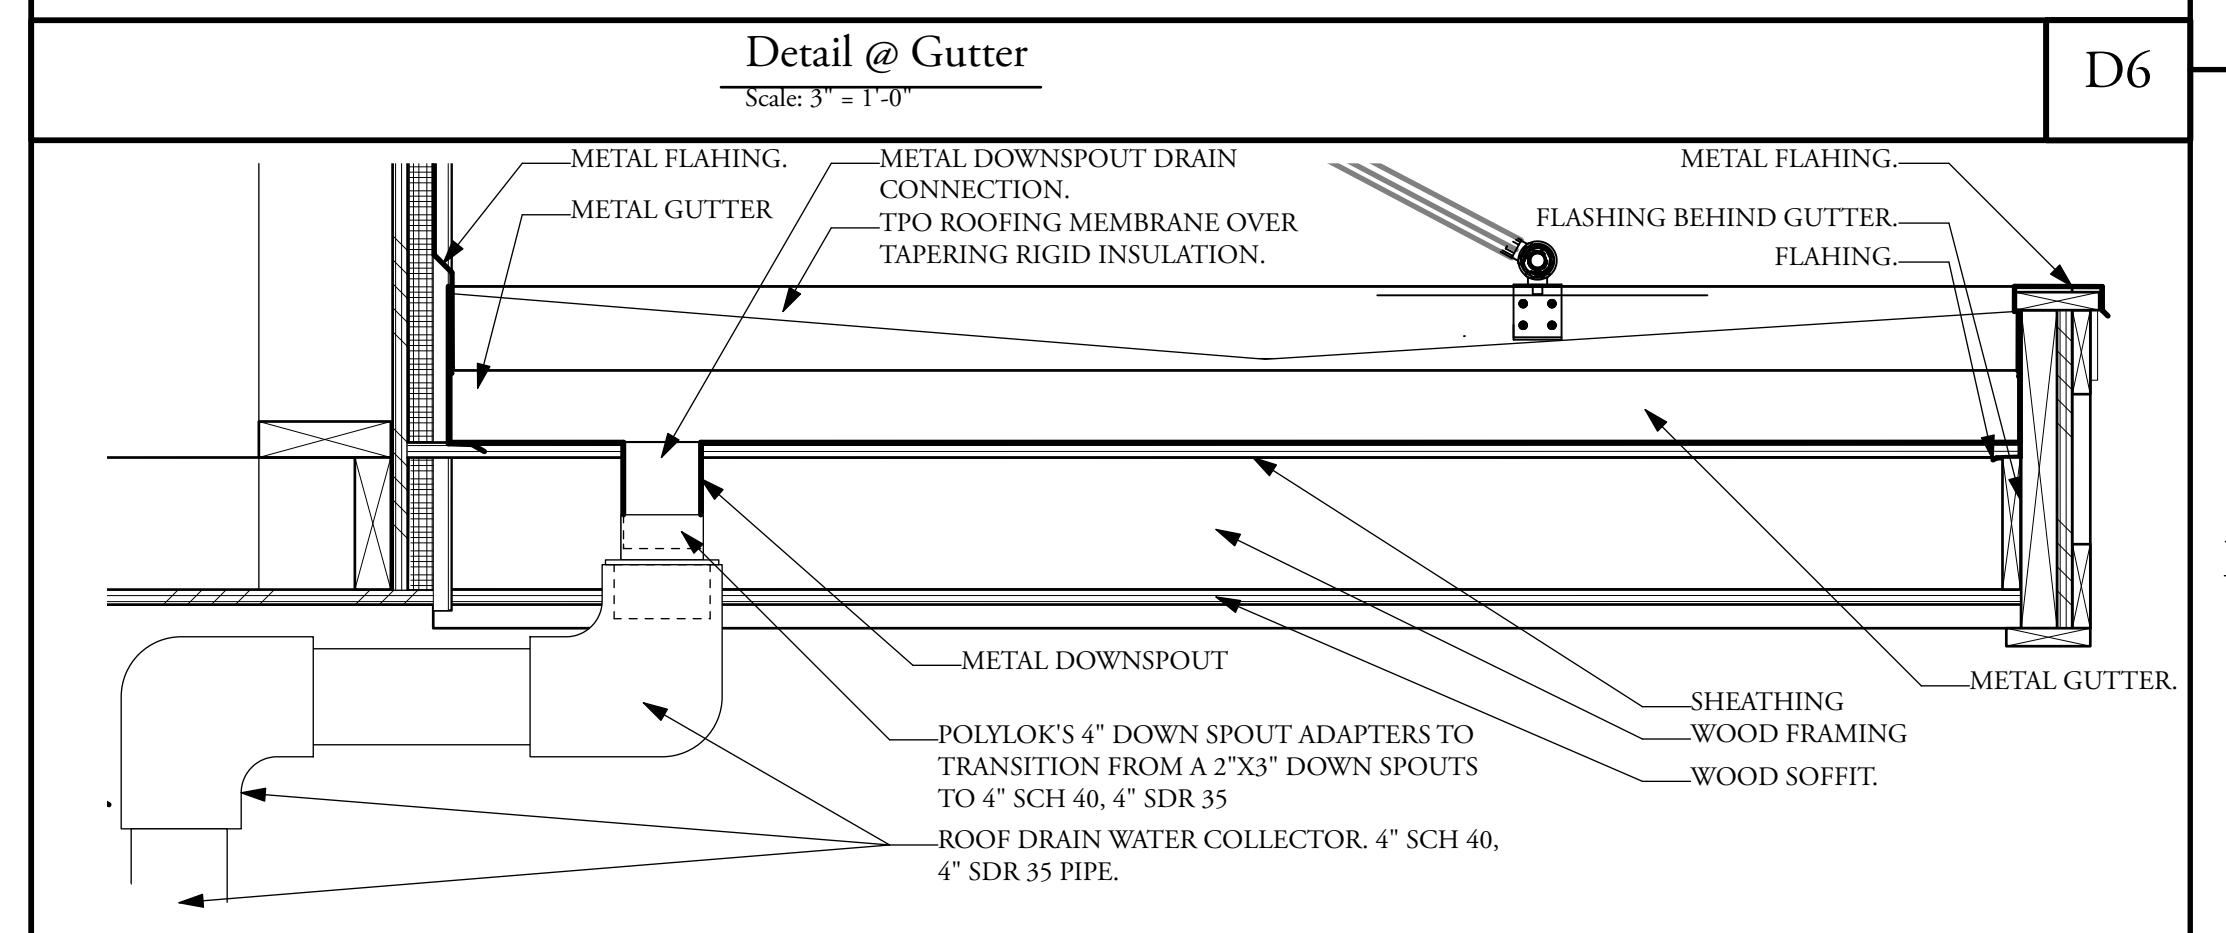 Detail @ Gutter
Scale: 3" = 1'-0"
D6
METAL FLAHING.
METAL GUTTER
METAL DOWNSPOUT DRAIN
CONNECTION.
TPO ROOFING MEMBRANE OVER
TAPERING RIGID INSULATION.
METAL FLAHING.
FLASHING BEHIND GUTTER.
FLAHING.
METAL DOWNSPOUT
POLYLOK'S 4" DOWN SPOUT ADAPTERS TO
TRANSITION FROM A 2"X3" DOWN SPOUTS
TO 4" SCH 40, 4" SDR 35
ROOF DRAIN WATER COLLECTOR. 4" SCH 40,
4" SDR 35 PIPE.
METAL GUTTER.
SHEATHING
WOOD FRAMING
WOOD SOFFIT.